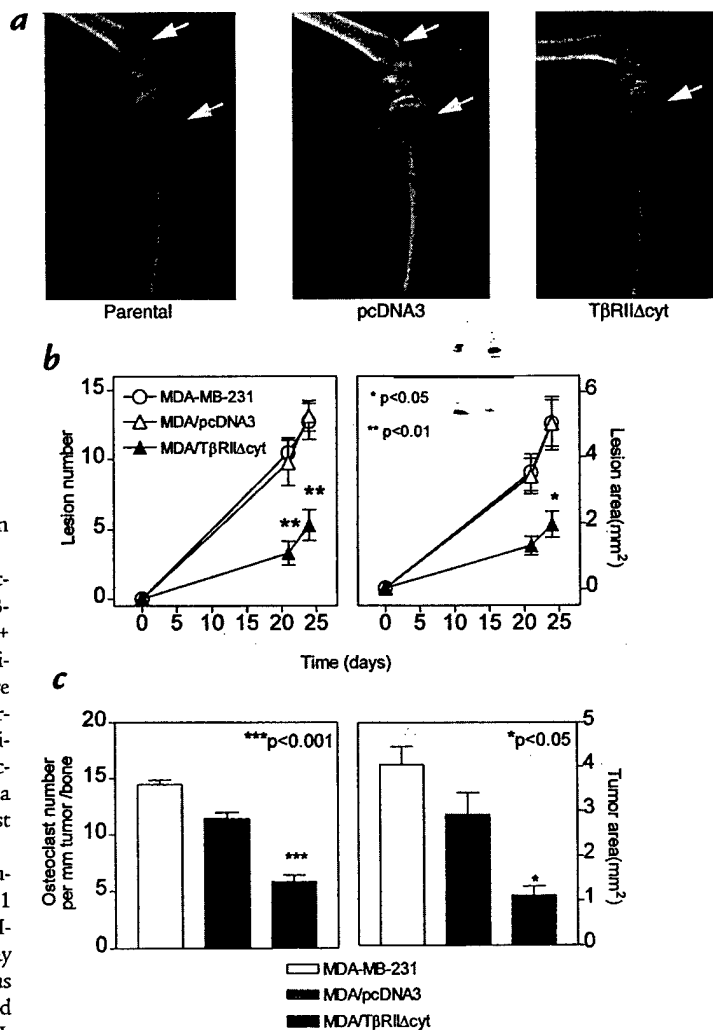 a
Parental
pcDNA3
TβRIIΔcyt
b
15
10
5
0
Lesion number
MDA-MB-231
MDA/pcDNA3
MDA/TβRIIΔcyt
**
**
0 5 10 15 20 25
* p<0.05
** p<0.01
*
6
4
2
0
Lesion area(mm²)
0 5 10 15 20 25
Time (days)
c
20
15
10
5
0
Osteoclast number
per mm tumor /bone
***p<0.001
***
*p<0.05
*
5
4
3
2
1
0
Tumor area(mm²)
MDA-MB-231
MDA/pcDNA3
MDA/TβRIIΔcyt